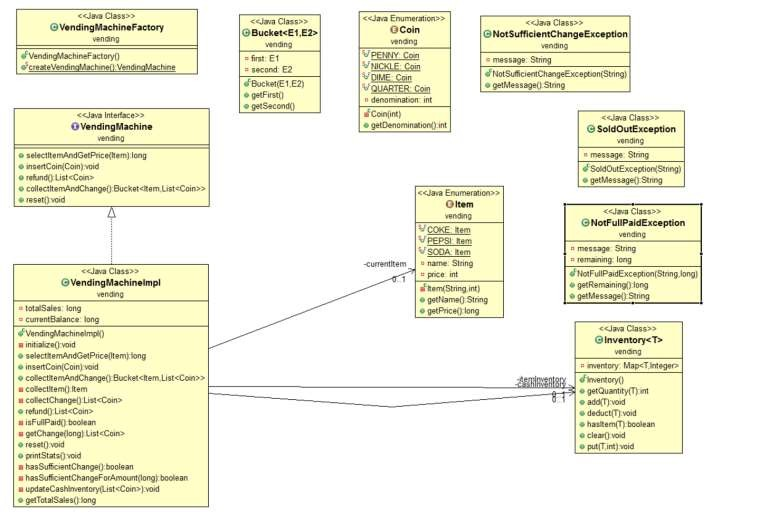 <<Java Class>>
VendingMachineFactory
vending
VendingMachineFactory()
createVendingMachine():VendingMachine
<<Java Class>>
Bucket<E1,E2>
vending
first: E1
second: E2
Bucket(E1,E2)
getFirst()
getSecond()
<<Java Enumeration>>
Coin
vending
PENNY: Coin
NICKLE: Coin
DIME: Coin
QUARTER: Coin
denomination: int
Coin(int)
getDenomination():int
<<Java Class>>
NotSufficientChangeException
vending
message: String
NotSufficientChangeException(String)
getMessage():String
<<Java Interface>>
VendingMachine
vending
selectItemAndGetPrice(Item):long
insertCoin(Coin):void
refund():List<Coin>
collectItemAndChange():Bucket<Item,List<Coin>>
reset():void
<<Java Class>>
SoldOutException
vending
message: String
SoldOutException(String)
getMessage():String
<<Java Enumeration>>
Item
vending
COKE: Item
PEPSI: Item
SODA: Item
name: String
price: int
Item(String,int)
getName():String
getPrice():long
<<Java Class>>
NotFullPaidException
vending
message: String
remaining: long
NotFullPaidException(String,long)
getRemaining():long
getMessage():String
<<Java Class>>
VendingMachineImpl
vending
totalSales: long
currentBalance: long
VendingMachineImpl()
initialize():void
selectItemAndGetPrice(Item):long
insertCoin(Coin):void
collectItemAndChange():Bucket<Item,List<Coin>>
collectItem():Item
collectChange():List<Coin>
refund():List<Coin>
isFullPaid():boolean
getChange(long):List<Coin>
reset():void
printStats():void
hasSufficientChange():boolean
hasSufficientChangeForAmount(long):boolean
updateCashInventory(List<Coin>):void
getTotalSales():long
-currentItem
0..1
-itemInventory
-cashInventory
0..1
0..1
<<Java Class>>
Inventory<T>
vending
inventory: Map<T,Integer>
Inventory()
getQuantity(T):int
add(T):void
deduct(T):void
hasItem(T):boolean
clear():void
put(T,int):void